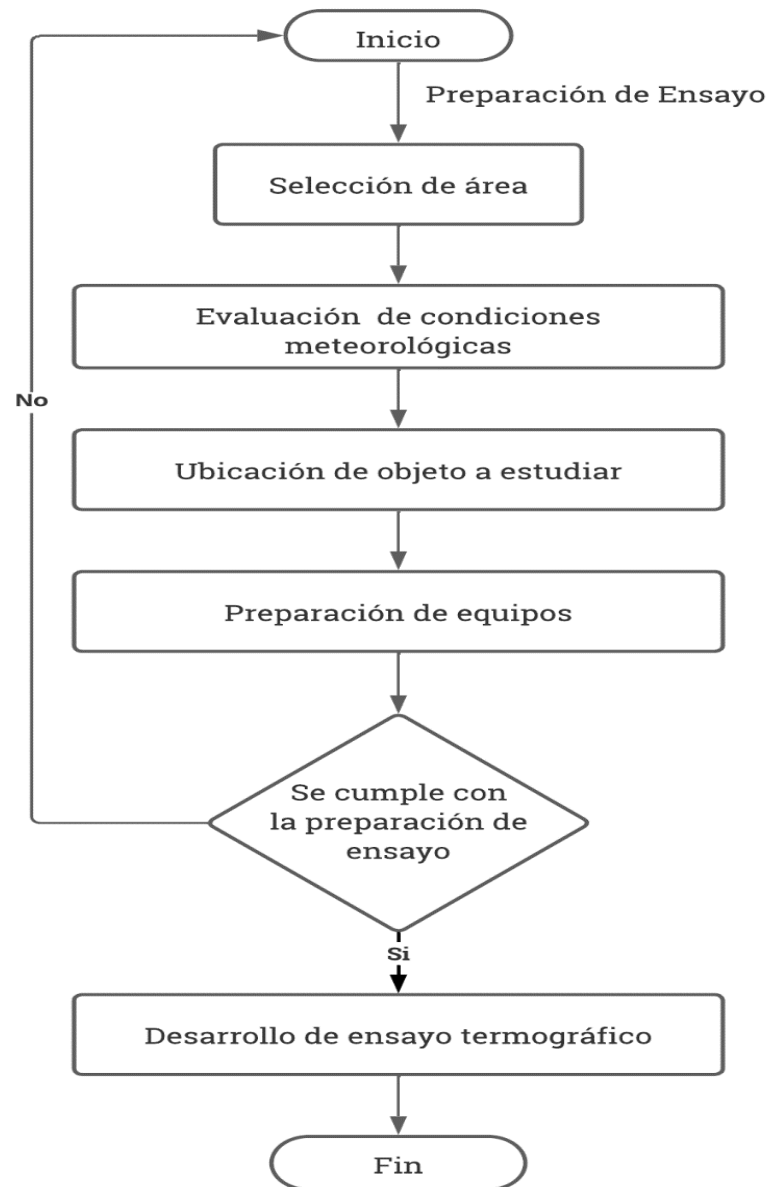 Inicio
Preparación de Ensayo
Selección de área
Evaluación de condiciones
meteorológicas
No
Ubicación de objeto a estudiar
Preparación de equipos
Se cumple con
la preparación de
ensayo
Si
Desarrollo de ensayo termográfico
Fin